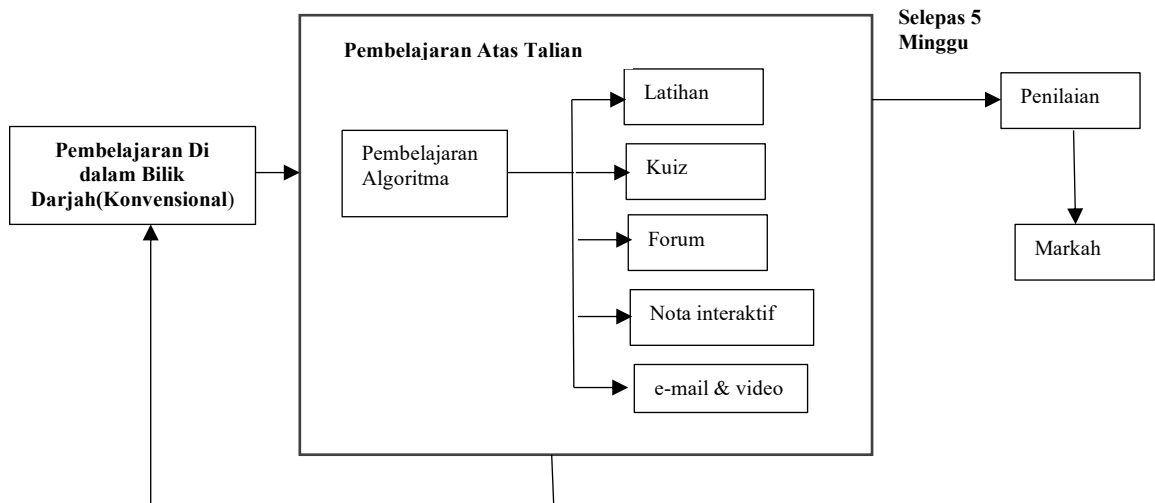 Selepas 5
Minggu
Pembelajaran Atas Talian
Latihan
Penilaian
Pembelajaran Di
dalam Bilik
Darjah(Konvensional)
Pembelajaran
Algoritma
Kuiz
Forum
Markah
Nota interaktif
e-mail & video